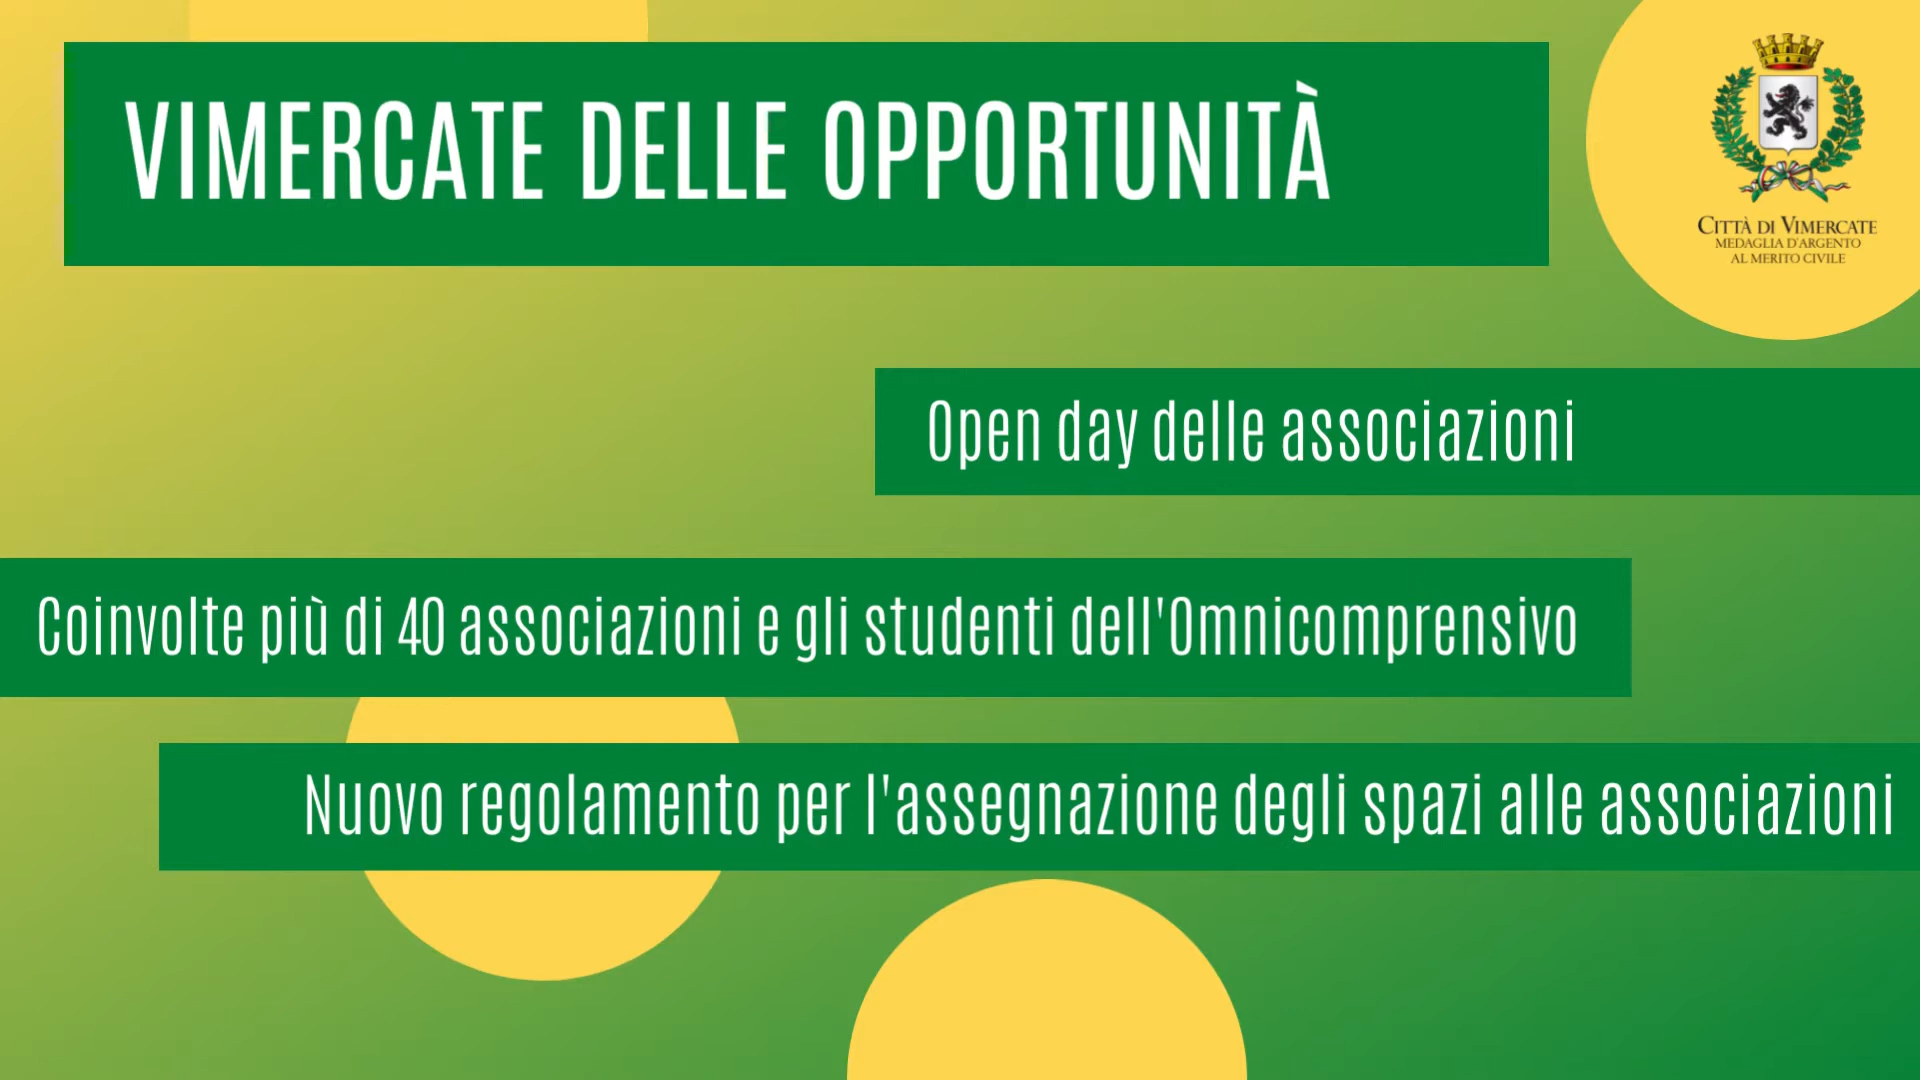 VIMERCATE DELLE OPPORTUNITÀ
CITTÀ DI VIMERCATE
MEDAGLIA D'ARGENTO
AL MERITO CIVILE
Open day delle associazioni
Coinvolte più di 40 associazioni e gli studenti dell'Omnicomprensivo
Nuovo regolamento per l'assegnazione degli spazi alle associazioni